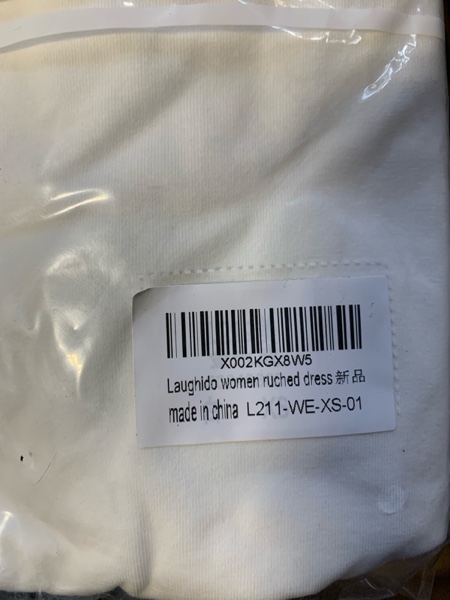 X002KGX8W5
Laughido women ruched dress 新品
made in china L211-WE-XS-01